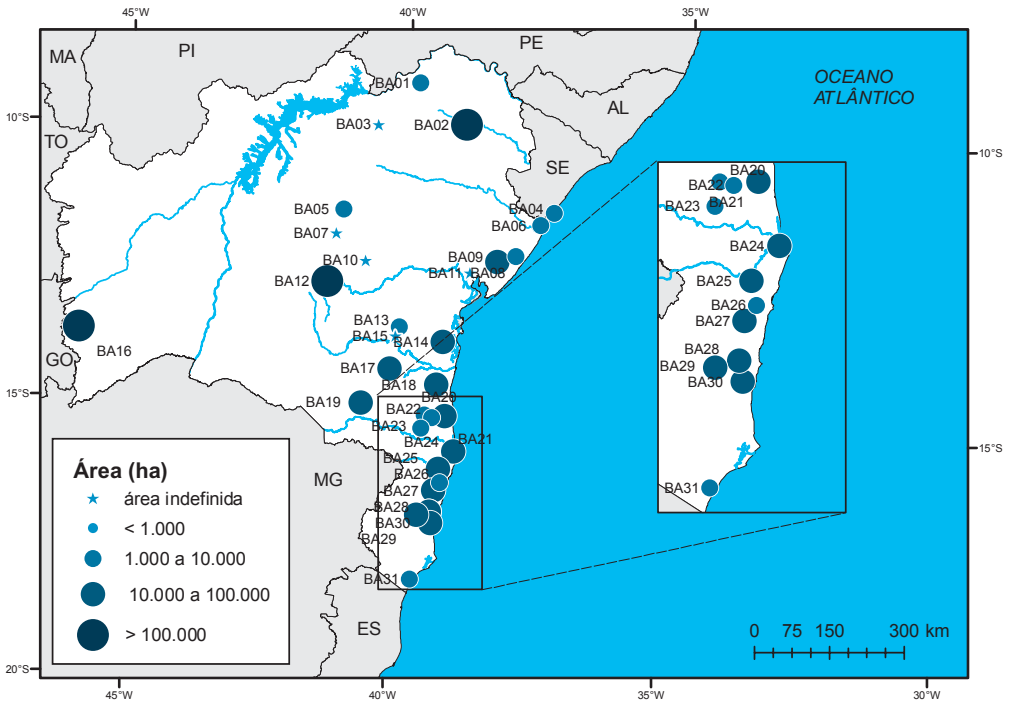 45°W
40°W
35°W
MA
PI
PE
OCEANO
ATLÂNTICO
BA01
AL
10°S
BA03
BA02
TO
10°S
SE
BA20
BA22
BA21
BA23
BA05
BA04
BA06
BA07
BA24
BA09
BA10
BA11
BA08
BA12
BA25
BA26
BA13
BA27
BA15
BA14
BA16
BA28
GO
BA17
BA29
BA18
BA30
15°S
BA19
BA20
BA22
BA23
BA24
BA21
15°S
BA25
Área (ha)
BA26
MG
BA31
BA27
área indefinida
BA28
< 1.000
BA30
BA29
1.000 a 10.000
BA31
10.000 a 100.000
ES
> 100.000
0 75 150 300 km
20°S
45°W
40°W
35°W
30°W